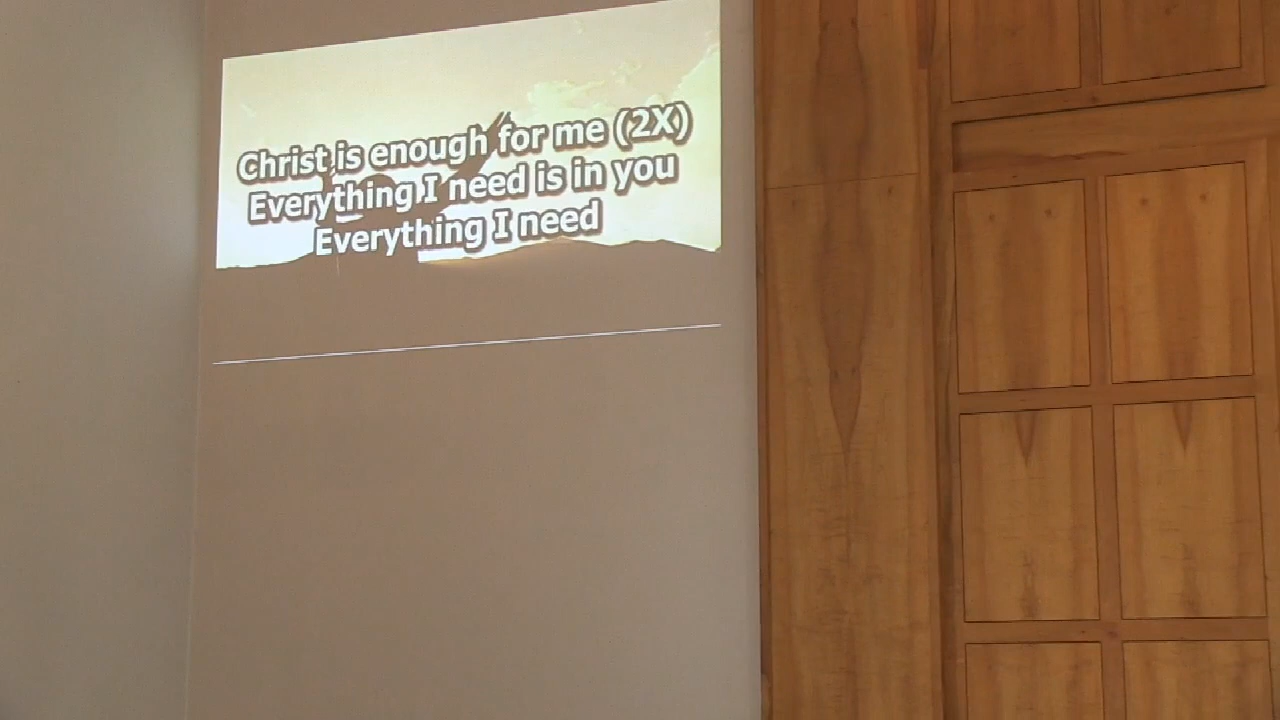 Christ is enough for me (2X)
Everything I need is in you
Everything I need